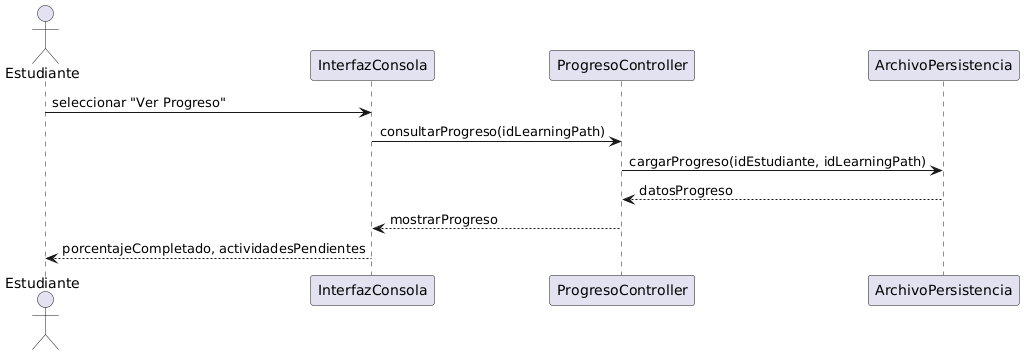 Estudiante
InterfazConsola
ProgresoController
ArchivoPersistencia
seleccionar "Ver Progreso"
consultarProgreso(idLearningPath)
cargarProgreso(idEstudiante, idLearningPath)
datosProgreso
mostrarProgreso
porcentajeCompletado, actividadesPendientes
Estudiante
InterfazConsola
ProgresoController
ArchivoPersistencia